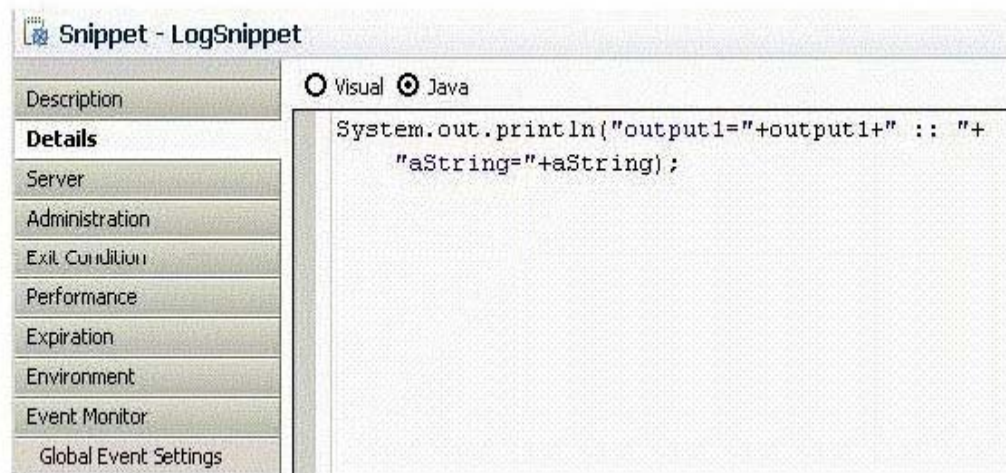 Snippet - LogSnippet
Description
Details
Server
Administration
Exit Condition
Performance
Expiration
Environment
Event Monitor
Global Event Settings
Visual Java
System.out.println("output1="+output1+" :: "+
"aString="+aString);